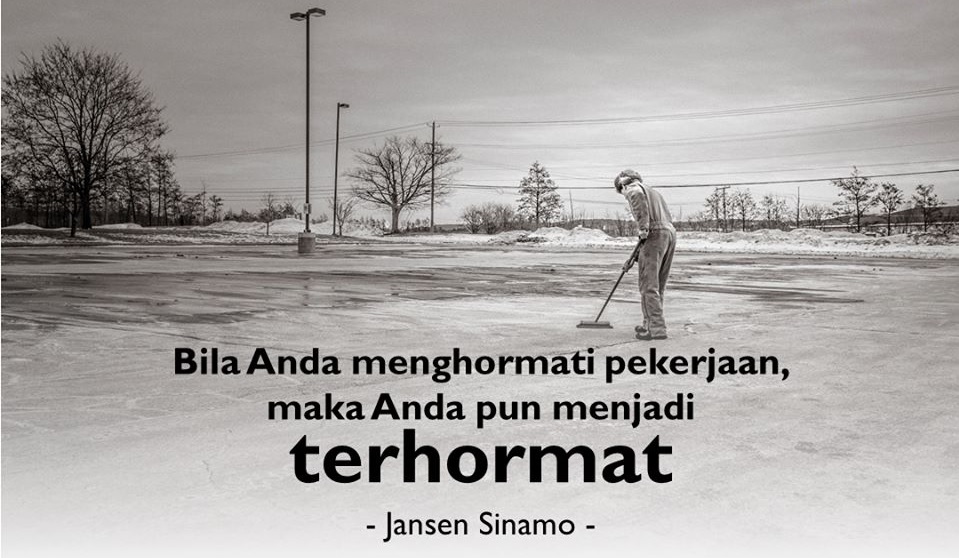 Bila Anda menghormati pekerjaan,
maka Anda pun menjadi
terhormat
- Jansen Sinamo -